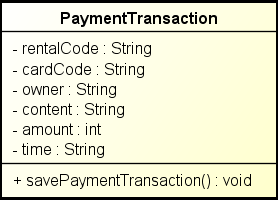 PaymentTransaction
- rentalCode : String
- cardCode : String
- owner : String
- content : String
- amount : int
- time : String
+ savePaymentTransaction() : void